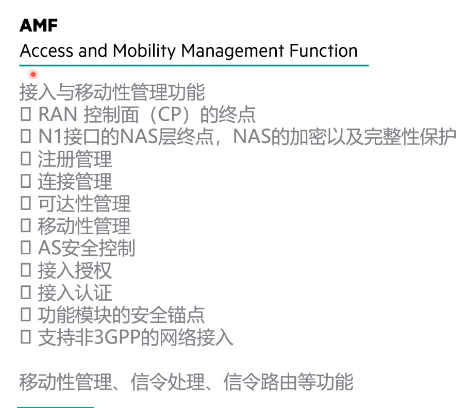 AMF
Access and Mobility Management Function
接入与移动性管理功能
▯ RAN 控制面（CP）的终点
▯ N1接口的NAS层终点，NAS的加密以及完整性保护
▯ 注册管理
▯ 连接管理
▯ 可达性管理
▯ 移动性管理
▯ AS安全控制
▯ 接入授权
▯ 接入认证
▯ 功能模块的安全锚点
▯ 支持非3GPP的网络接入
移动性管理、信令处理、信令路由等功能